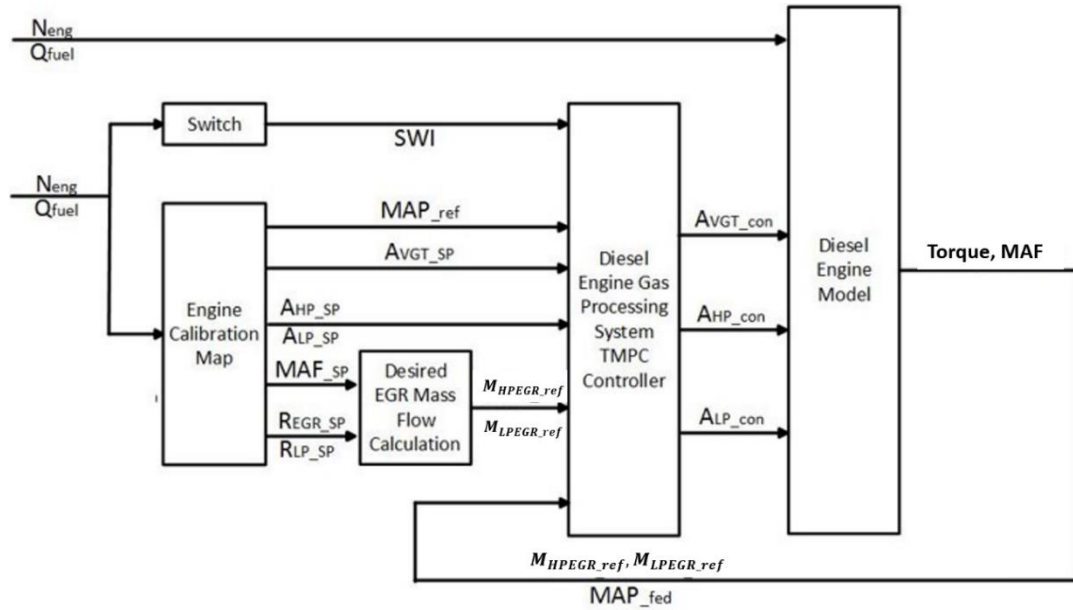 Neng
Qfuel
Switch
SWI
Neng
Qfuel
Engine
Calibration
Map
MAP_ref
AVGT_SP
AHP_SP
ALP_SP
MAF_SP
REGR_SP
RLP_SP
Desired
EGR Mass
Flow
Calculation
MHPEGR_ref
MLPEGR_ref
Diesel
Engine Gas
Processing
System
TMPC
Controller
AVGT_con
AHP_con
ALP_con
Diesel
Engine
Model
Torque, MAF
MHPEGR_ref, MLPEGR_ref
MAP_fed